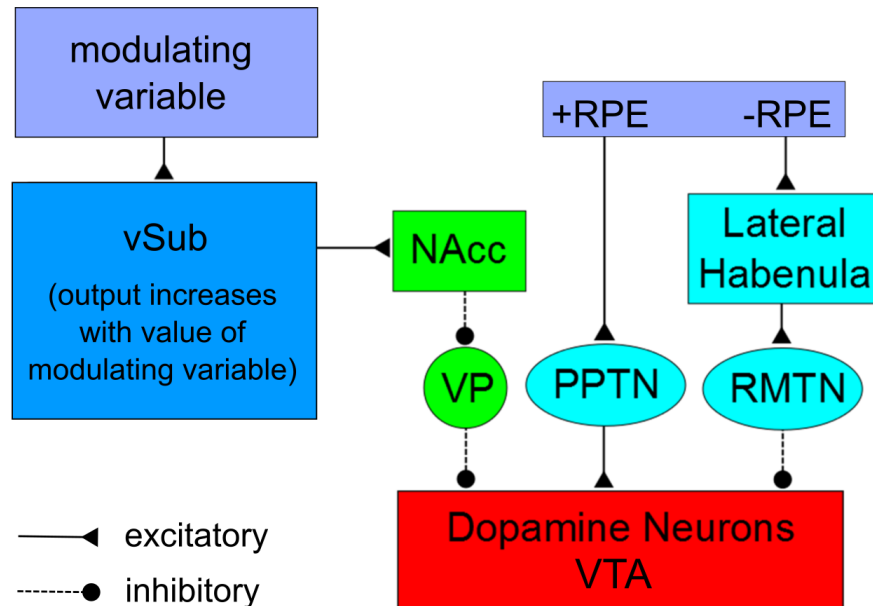 modulating
variable
+RPE -RPE
vSub
(output increases
with value of
modulating variable)
NAcc
Lateral
Habenula
VP
PPTN
RMTN
Dopamine Neurons
VTA
excitatory
inhibitory